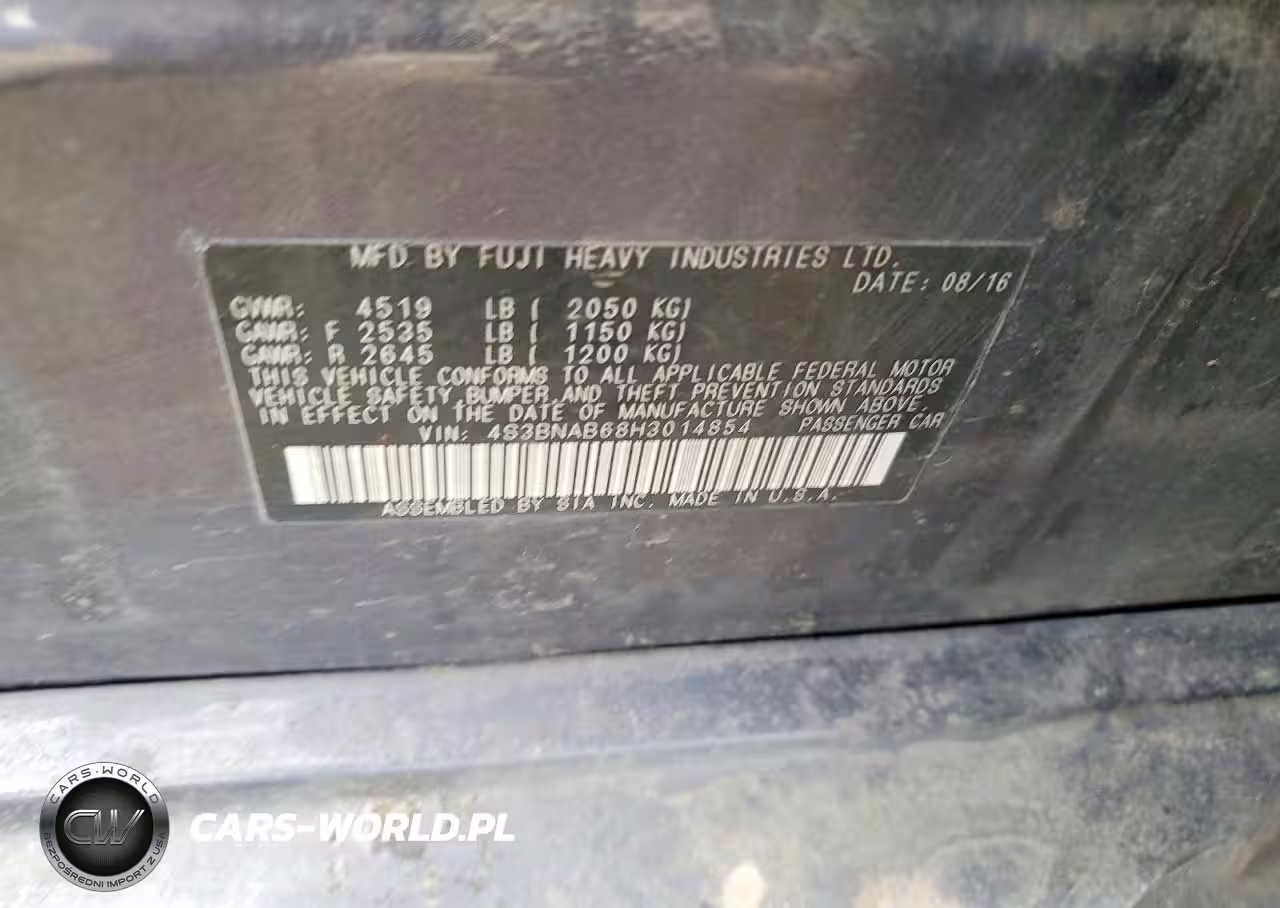 MFD BY FUJI HEAVY INDUSTRIES LTD.
DATE: 08/16
GVWR: 4519 LB ( 2050 KG)
GAWR: F 2535 LB ( 1150 KG)
GAWR: R 2645 LB ( 1200 KG)
THIS VEHICLE CONFORMS TO ALL APPLICABLE FEDERAL MOTOR
VEHICLE SAFETY, BUMPER, AND THEFT PREVENTION STANDARDS
IN EFFECT ON THE DATE OF MANUFACTURE SHOWN ABOVE.
VIN: 4S3BNAB68H3014854 PASSENGER CAR
ASSEMBLED BY SIA INC. MADE IN U.S.A.
CARS-WORLD
CW
BEZPOŚREDNI IMPORT Z USA
CARS-WORLD.PL